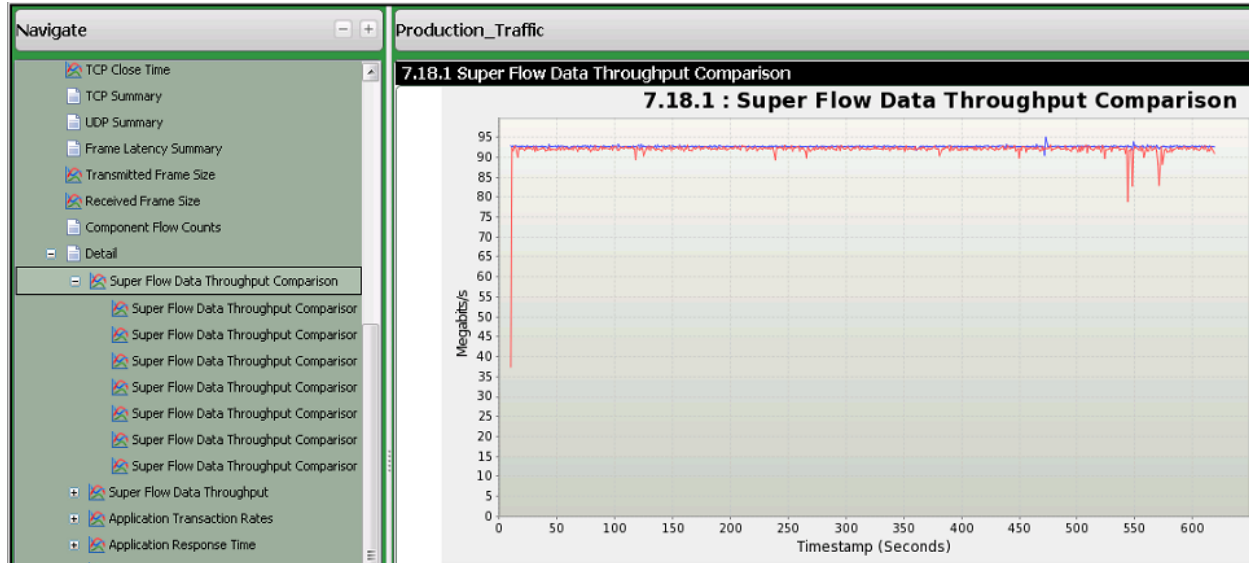 Navigate
TCP Close Time
TCP Summary
UDP Summary
Frame Latency Summary
Transmitted Frame Size
Received Frame Size
Component Flow Counts
Detail
Super Flow Data Throughput Comparison
Super Flow Data Throughput Comparisor
Super Flow Data Throughput Comparisor
Super Flow Data Throughput Comparisor
Super Flow Data Throughput Comparisor
Super Flow Data Throughput Comparisor
Super Flow Data Throughput Comparisor
Super Flow Data Throughput Comparisor
Super Flow Data Throughput
Application Transaction Rates
Application Response Time
Production_Traffic
7.18.1 Super Flow Data Throughput Comparison
7.18.1 : Super Flow Data Throughput Comparison
Megabits/s
95
90
85
80
75
70
65
60
55
50
45
40
35
30
25
20
15
10
5
0
0 50 100 150 200 250 300 350 400 450 500 550 600
Timestamp (Seconds)